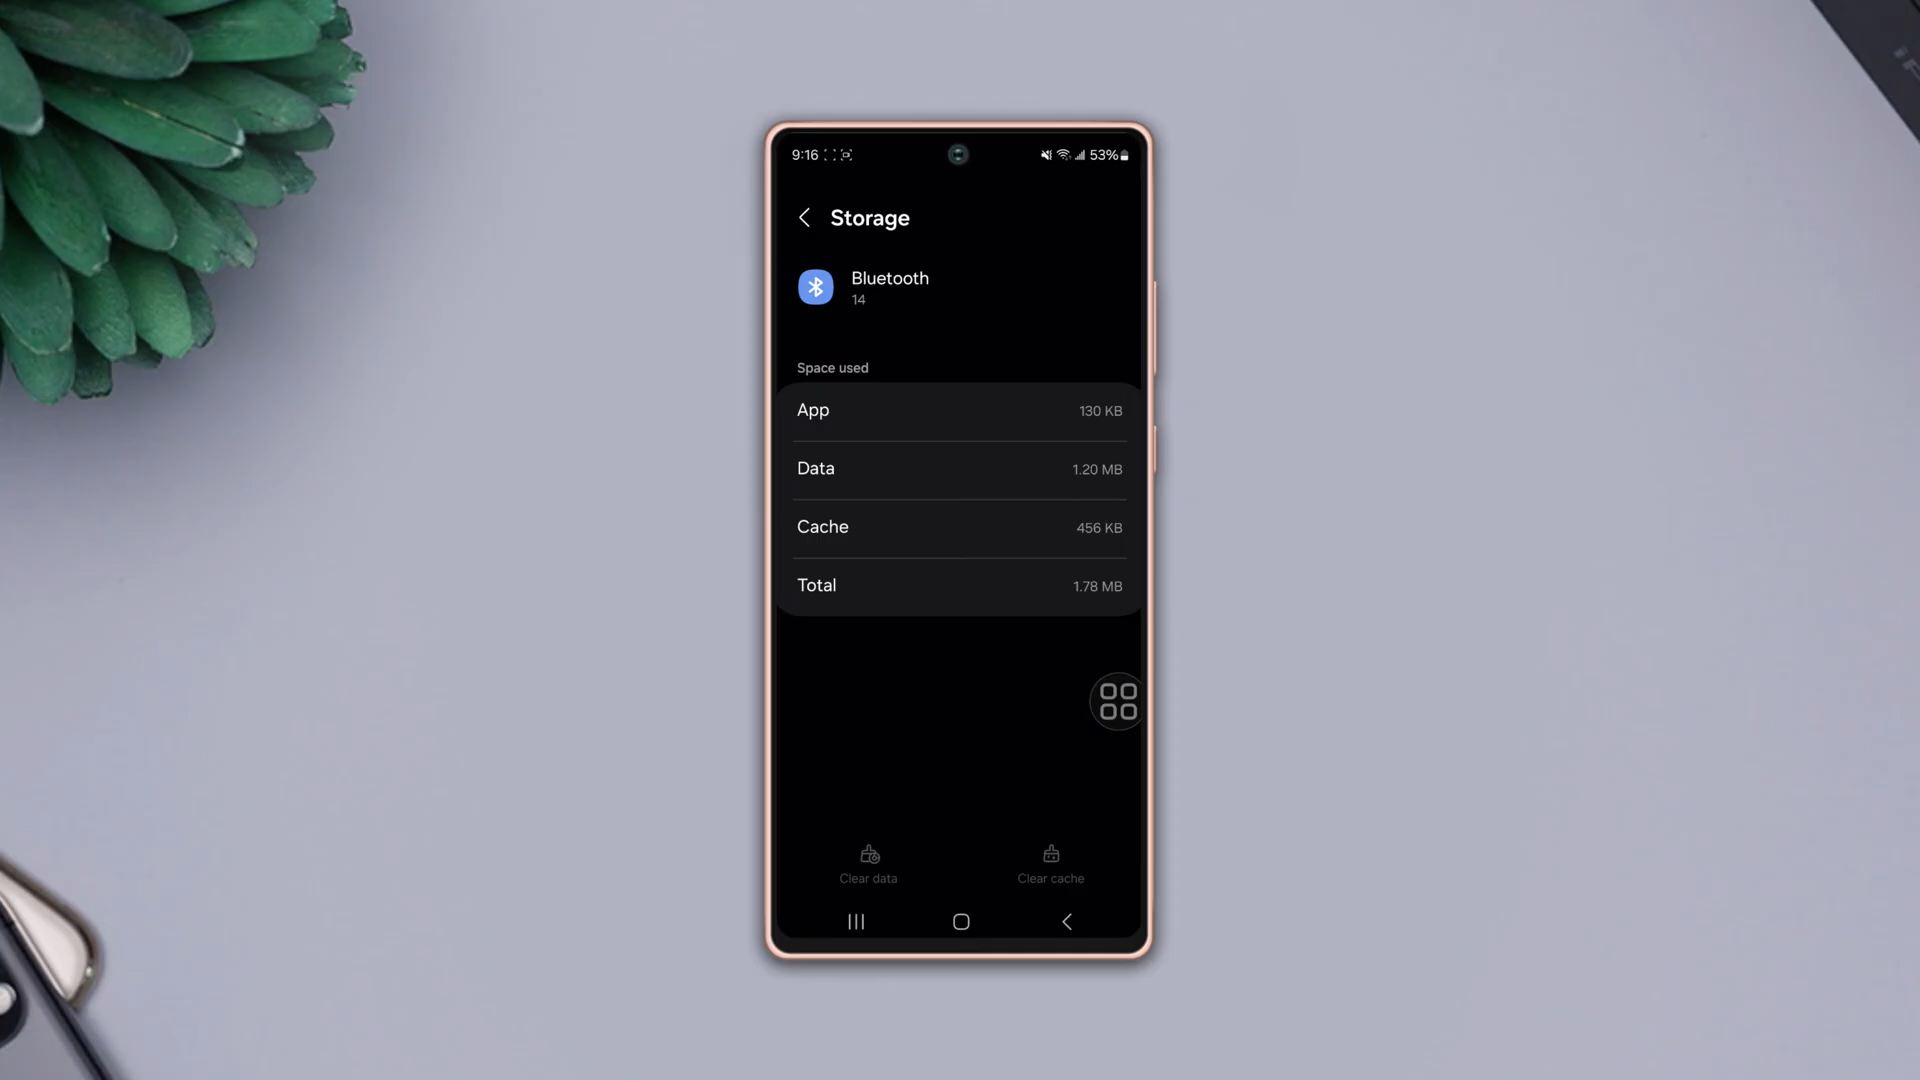 9:16
53%
Storage
Bluetooth
14
Space used
App 130 KB
Data 1.20 MB
Cache 456 KB
Total 1.78 MB
Clear data Clear cache